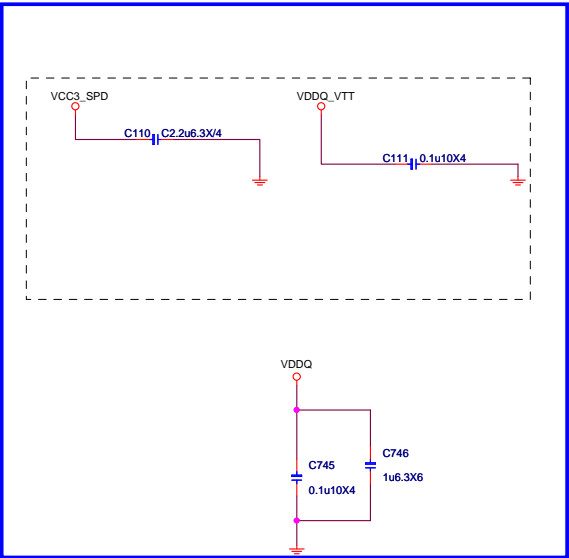 VCC3_SPD
VDDQ_VTT
C110 C2.2u6.3X/4
C111 0.1u10X4
VDDQ
C746
C745
1u6.3X6
0.1u10X4